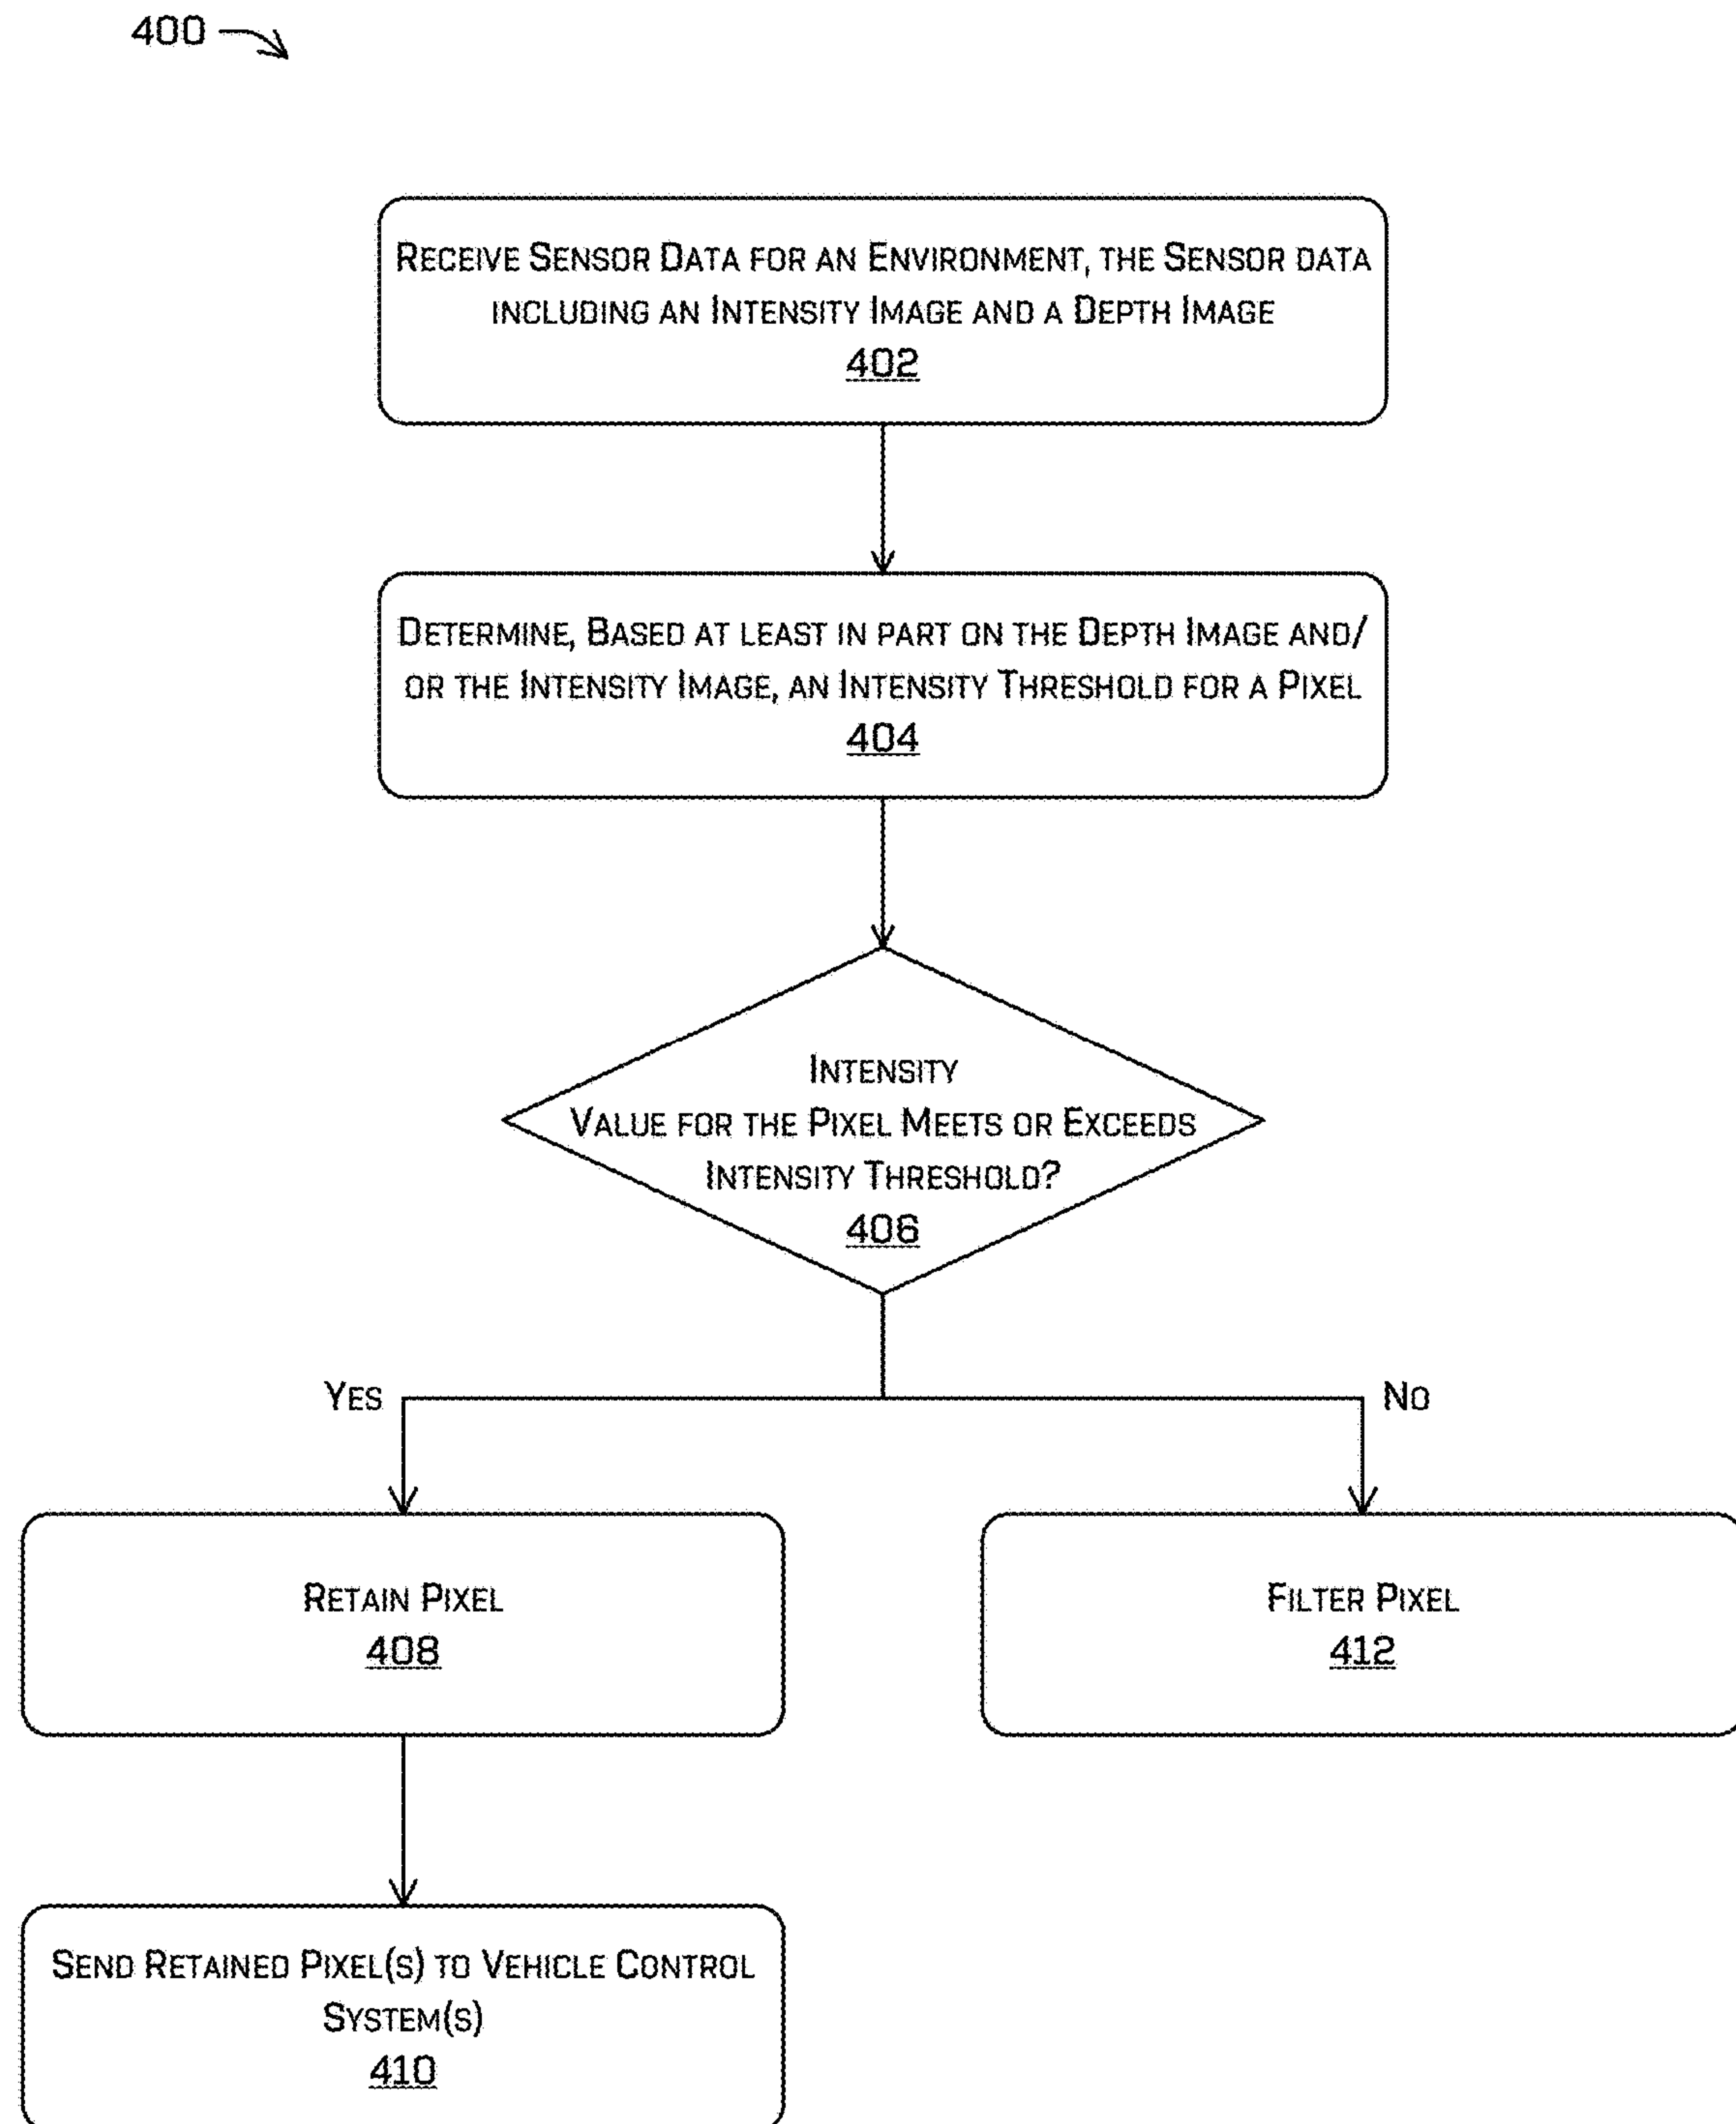 400
RECEIVE SENSOR DATA FOR AN ENVIRONMENT, THE SENSOR DATA
INCLUDING AN INTENSITY IMAGE AND A DEPTH IMAGE
402
DETERMINE, BASED AT LEAST IN PART ON THE DEPTH IMAGE AND/
OR THE INTENSITY IMAGE, AN INTENSITY THRESHOLD FOR A PIXEL
404
INTENSITY
VALUE FOR THE PIXEL MEETS OR EXCEEDS
INTENSITY THRESHOLD?
406
YES
NO
RETAIN PIXEL
408
FILTER PIXEL
412
SEND RETAINED PIXEL(S) TO VEHICLE CONTROL
SYSTEM(S)
410